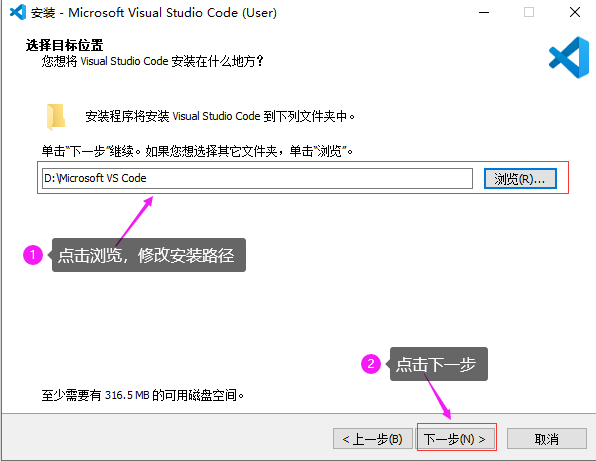 安装 - Microsoft Visual Studio Code (User)
选择目标位置
您想将 Visual Studio Code 安装在什么地方?
安装程序将安装 Visual Studio Code 到下列文件夹中。
单击“下一步”继续。如果您想选择其它文件夹，单击“浏览”。
D:\Microsoft VS Code
浏览(R)...
1 点击浏览，修改安装路径
2 点击下一步
至少需要有 316.5 MB 的可用磁盘空间。
< 上一步(B)
下一步(N) >
取消